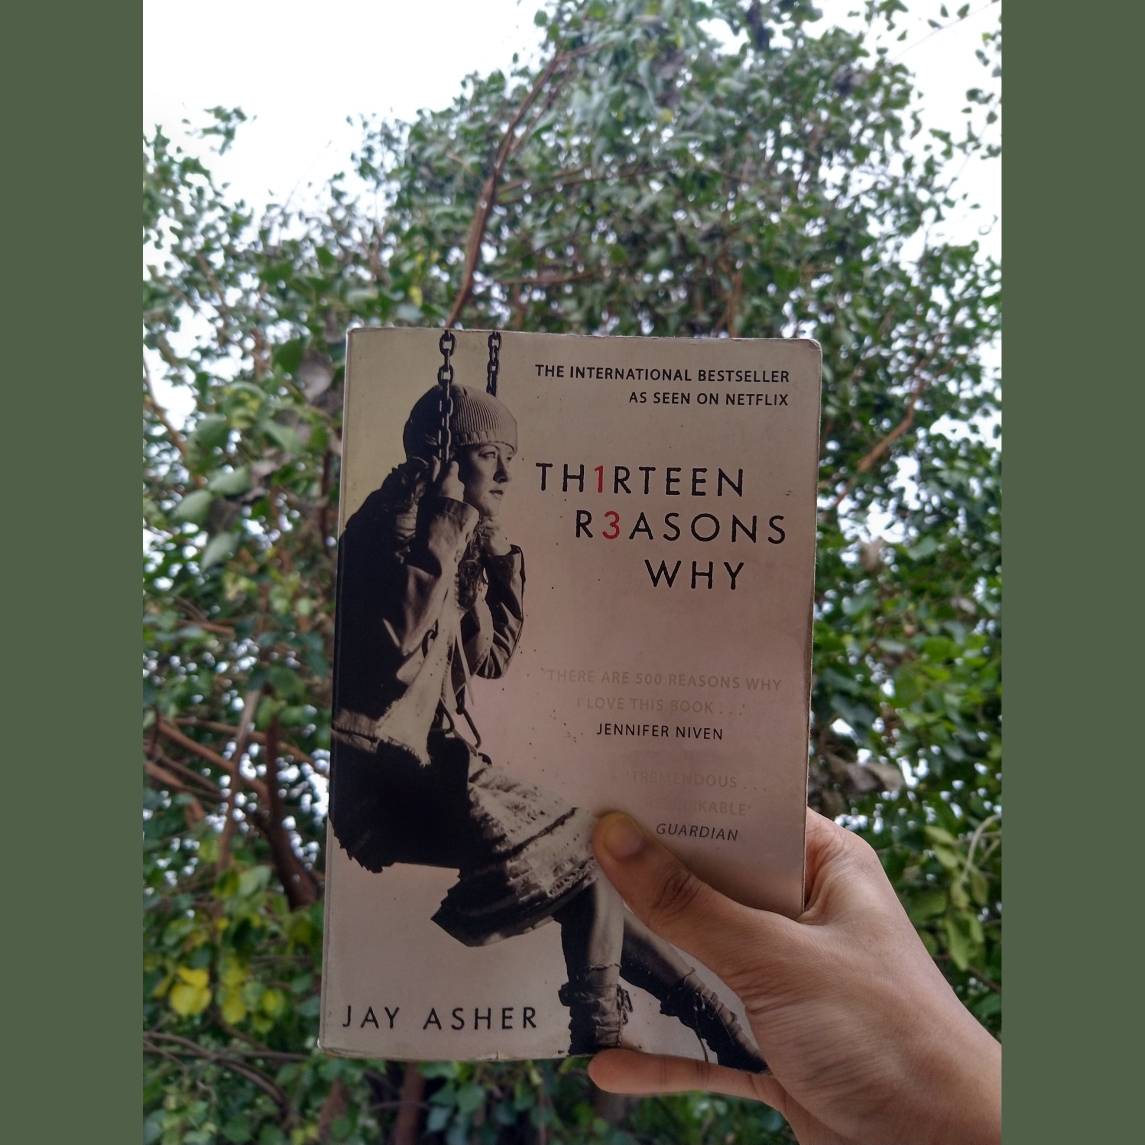 THE INTERNATIONAL BESTSELLER
AS SEEN ON NETFLIX
TH1RTEEN
R3ASONS
WHY
'THERE ARE 500 REASONS WHY
I LOVE THIS BOOK . . .'
JENNIFER NIVEN
'TREMENDOUS . . .
GUARDIAN
JAY ASHER